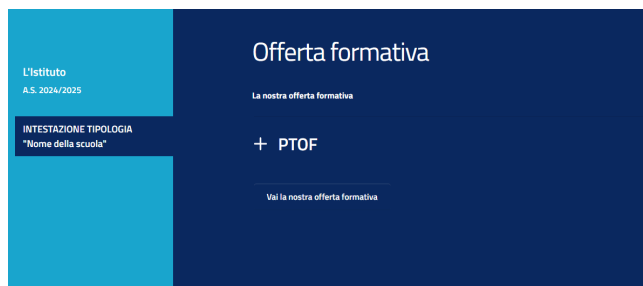 L'Istituto
A.S. 2024/2025
INTESTAZIONE TIPOLOGIA
"Nome della scuola"
Offerta formativa
La nostra offerta formativa
+ PTOF
Vai la nostra offerta formativa